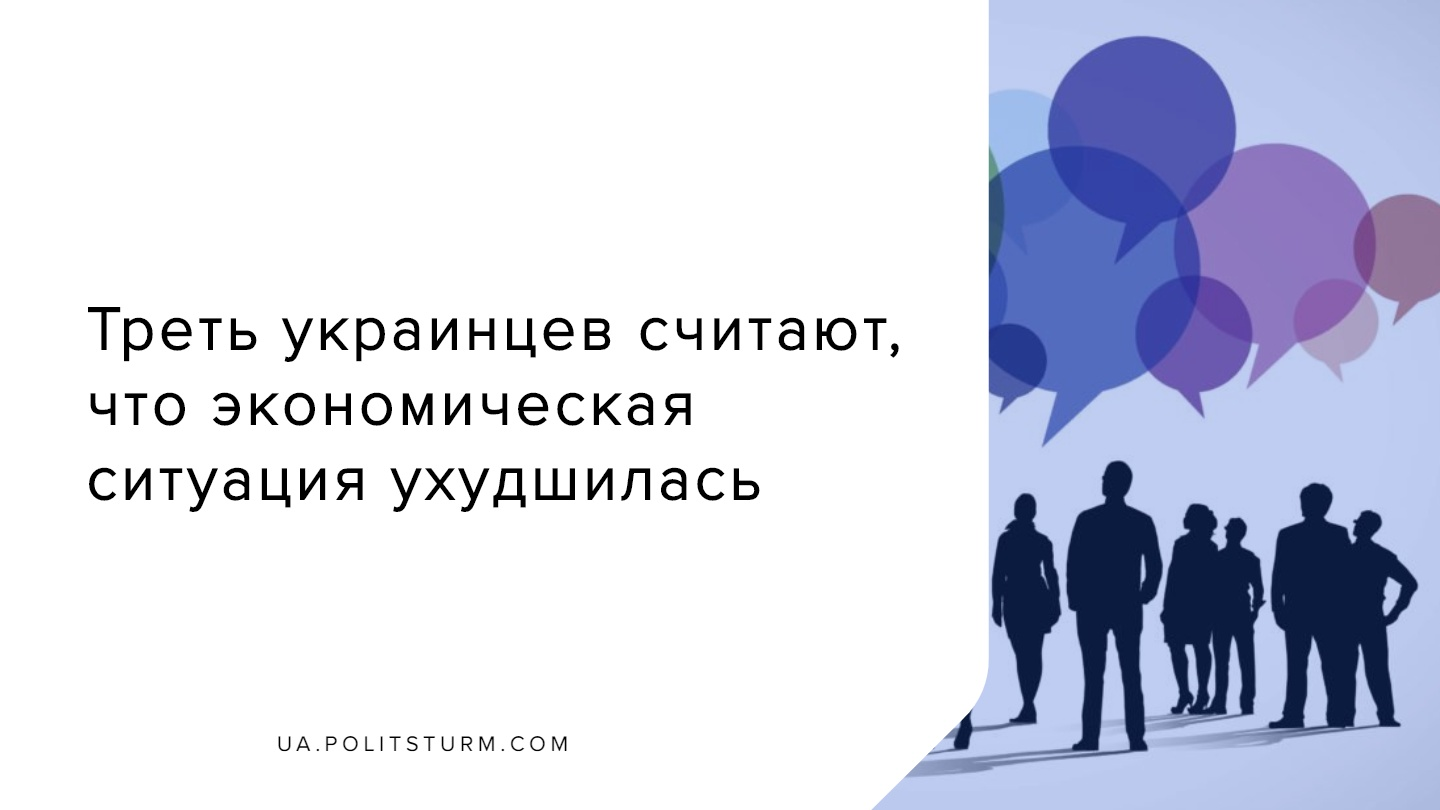 Треть украинцев считают,
что экономическая
ситуация ухудшилась
UA.POLITSTURM.COM